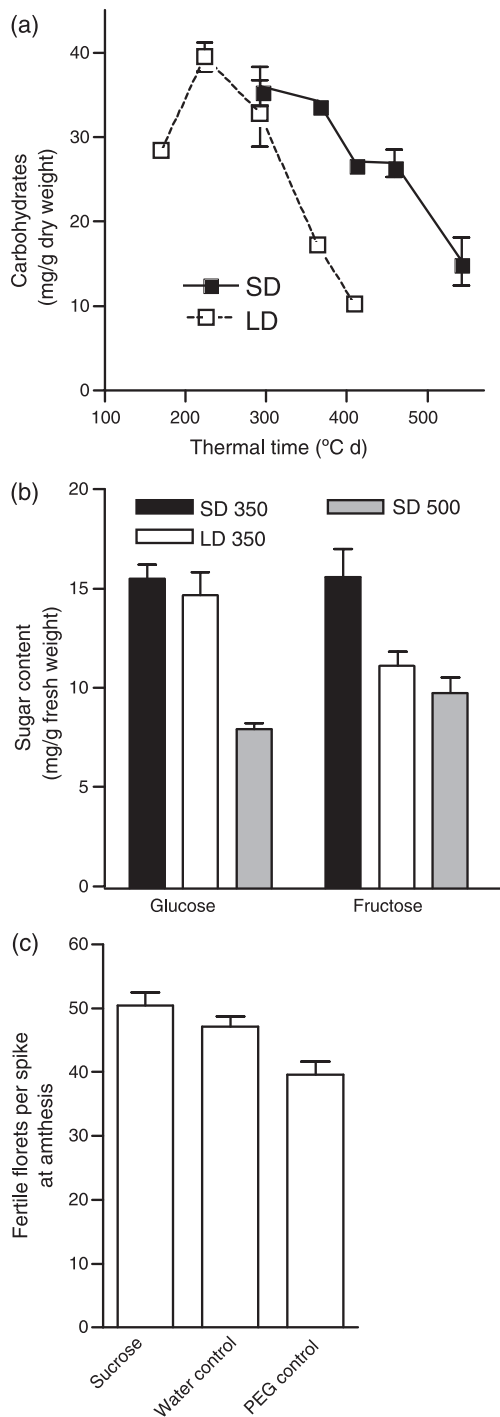 (a)
Carbohydrates
(mg/g dry weight)
40
30
20
10
0
SD
LD
100
200
300
400
500
Thermal time (ºC d)
(b)
Sugar content
(mg/g fresh weight)
20
15
10
5
0
SD 350
SD 500
LD 350
Glucose
Fructose
(c)
Fertile florets per spike
at amthesis
60
50
40
30
20
10
0
Sucrose
Water control
PEG control